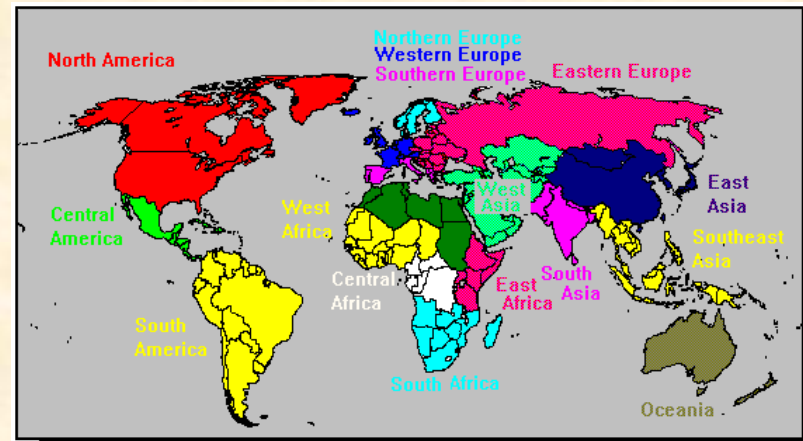 Northern Europe
Western Europe
Southern Europe
North America
Eastern Europe
West
Asia
East
Asia
Central
America
West
Africa
Southeast
Asia
Central
Africa
East
Africa
South
Asia
South
America
South Africa
Oceania